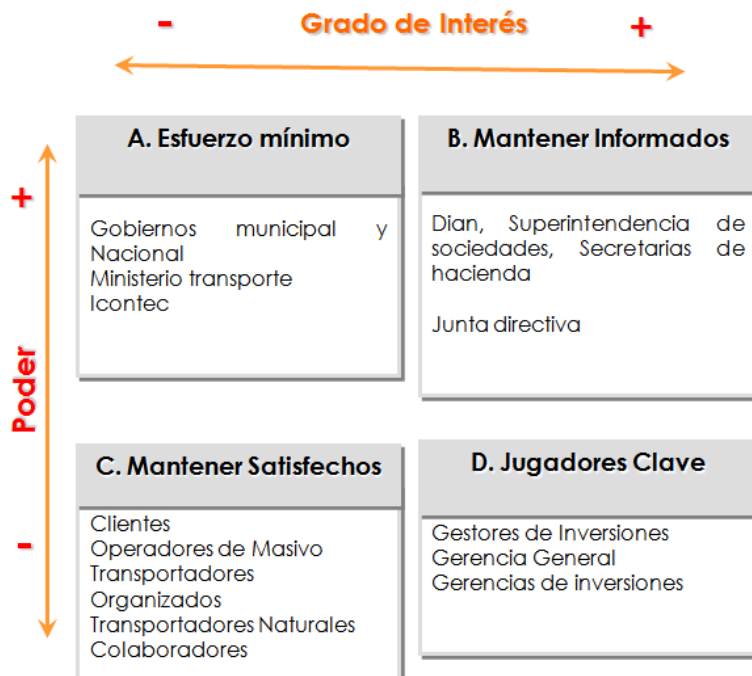 - Grado de Interés +
A. Esfuerzo mínimo
Gobiernos municipal y
Nacional
Ministerio transporte
Icontec
B. Mantener Informados
Dian, Superintendencia de
sociedades, Secretarias de
hacienda
Junta directiva
+
Poder
-
C. Mantener Satisfechos
Clientes
Operadores de Masivo
Transportadores
Organizados
Transportadores Naturales
Colaboradores
D. Jugadores Clave
Gestores de Inversiones
Gerencia General
Gerencias de inversiones